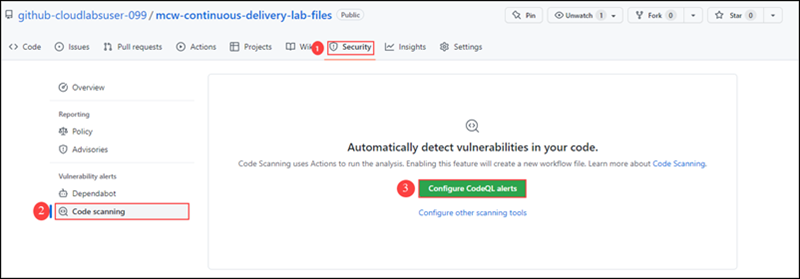 github-cloudlabsuser-099 / mcw-continuous-delivery-lab-files Public
Pin Unwatch 1 Fork 0 Star 0
Code Issues Pull requests Actions Projects Wiki 1 Security Insights Settings
Overview
Reporting
Policy
Advisories
Vulnerability alerts
Dependabot
2 Code scanning
Automatically detect vulnerabilities in your code.
Code Scanning uses Actions to run the analysis. Enabling this feature will create a new workflow file. Learn more about Code Scanning.
3 Configure CodeQL alerts
Configure other scanning tools